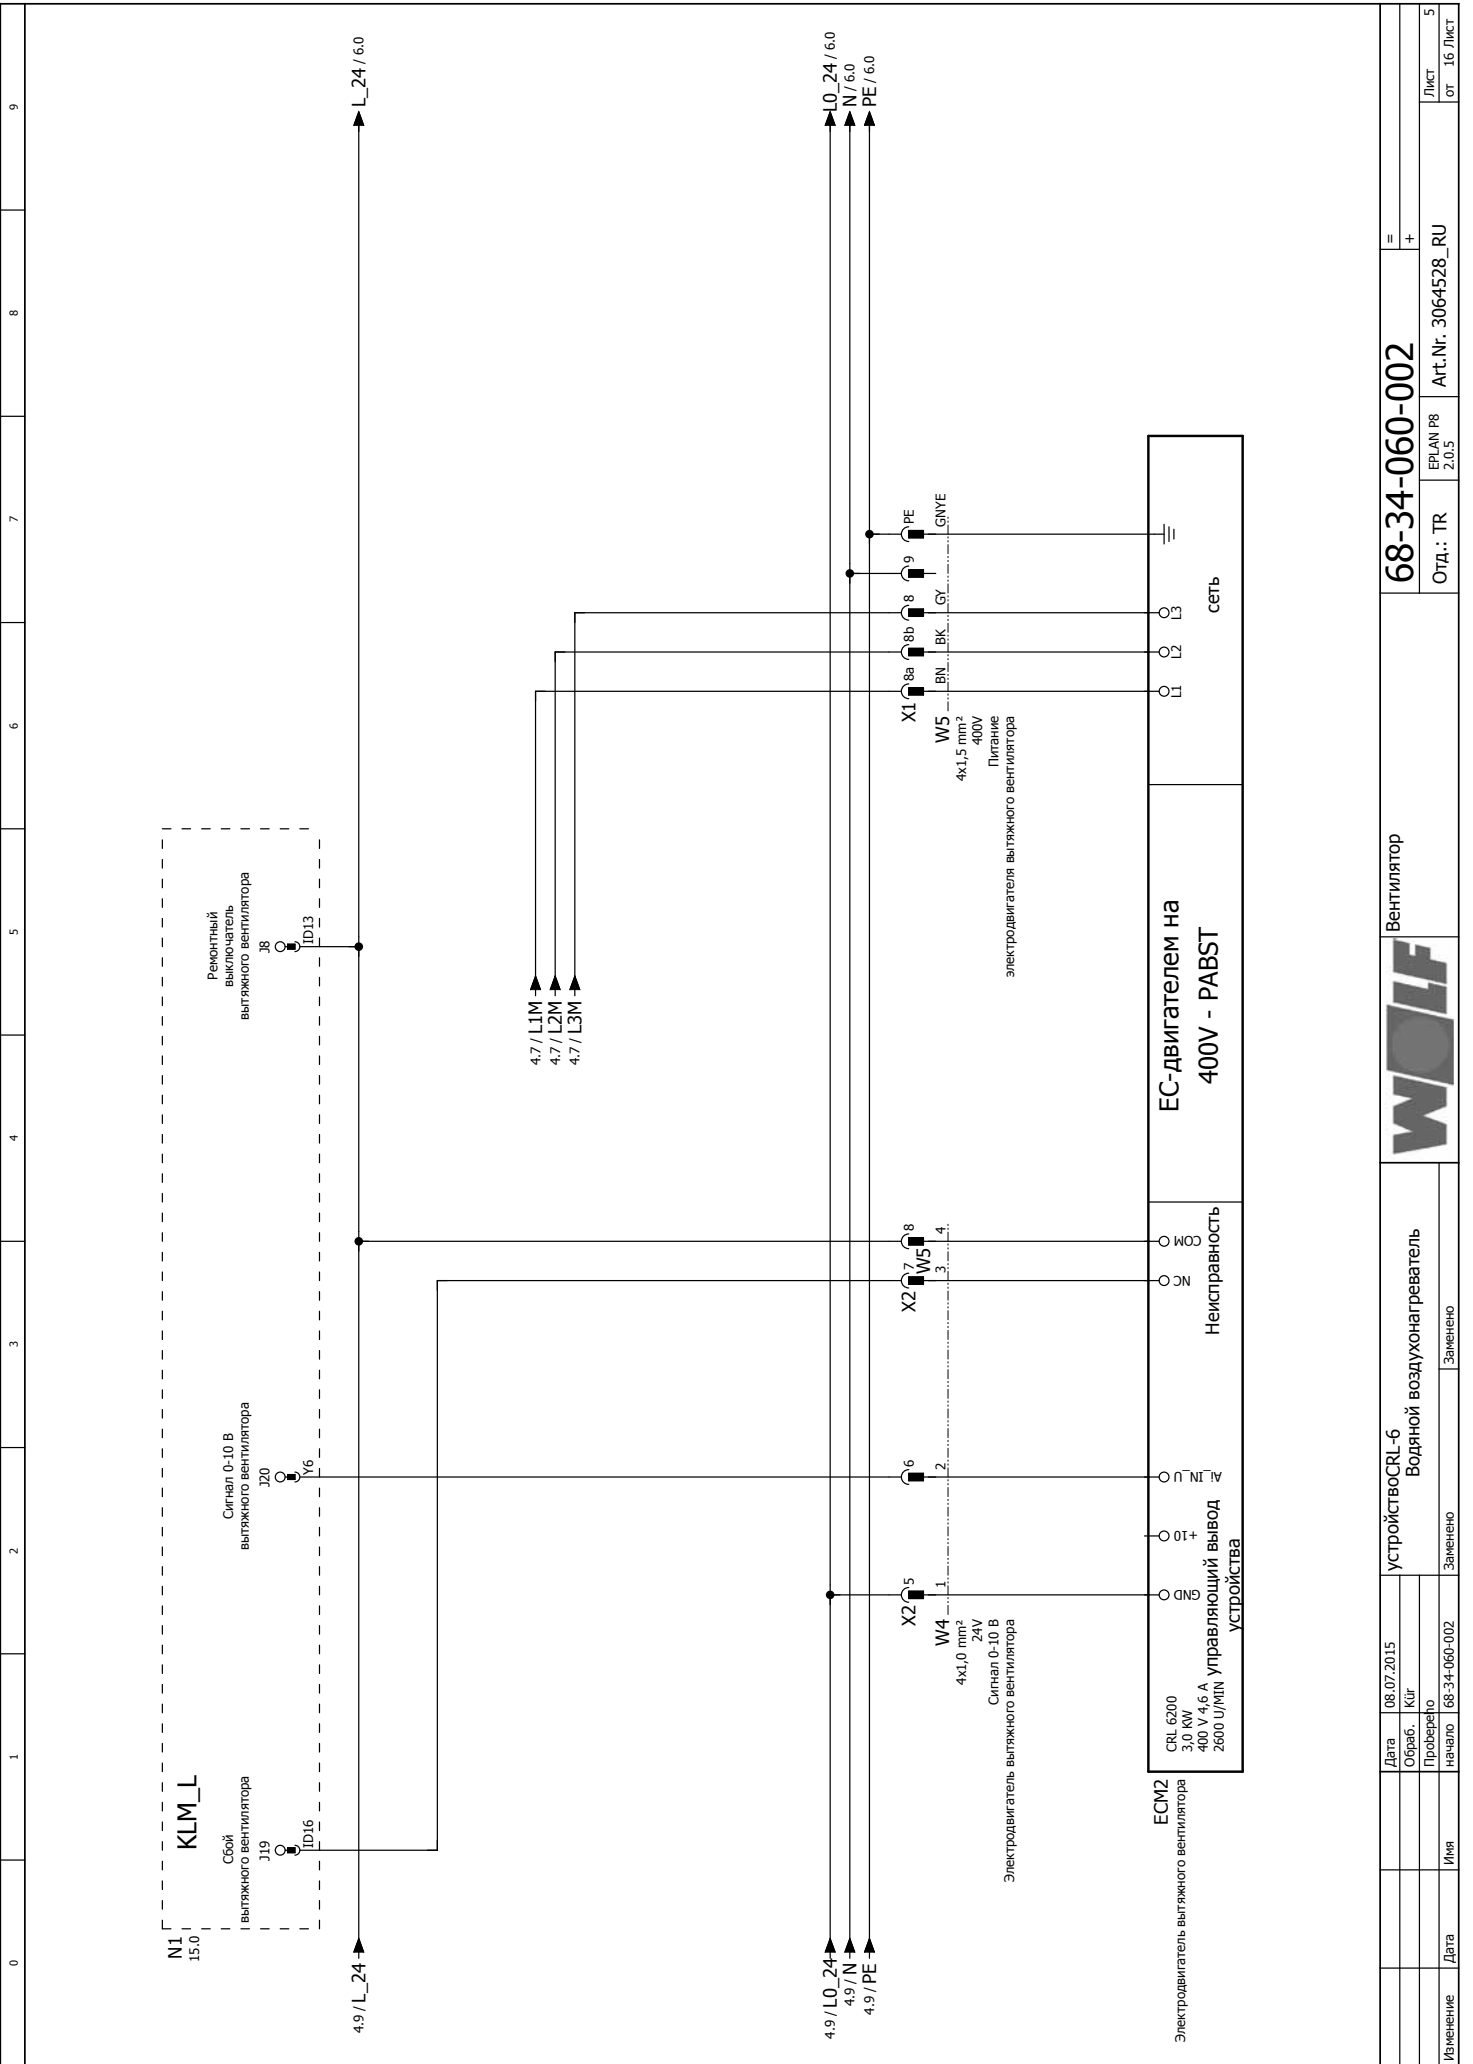 0 1 2 3 4 5 6 7 8 9
N1
15.0
KLM_L
Сбой
вытяжного вентилятора
J19
ID16
Сигнал 0-10 В
вытяжного вентилятора
J20
Y6
Ремонтный
выключатель
вытяжного вентилятора
J8
ID13
4.9 / L_24
L_24 / 6.0
4.7 / L1M
4.7 / L2M
4.7 / L3M
4.9 / L0_24
4.9 / N
4.9 / PE
L0_24 / 6.0
N / 6.0
PE / 6.0
X2 5 6
X2 7 8
W5
X1 8a 8b 8 9 PE
W4 1 2 3 4
4x1,0 mm²
24V
Сигнал 0-10 В
Электродвигатель вытяжного вентилятора
W5 BN BK GY GNYE
4x1,5 mm²
400V
Питание
электродвигателя вытяжного вентилятора
ECM2
Электродвигатель вытяжного вентилятора
CRL 6200
3,0 KW
400 V 4,6 A
2600 U/MIN
GND +10 Ai_IN_U NC COM
управляющий вывод
устройства
Неисправность
ЕС-двигателем на
400V - PABST
L1 L2 L3
сеть
Изменение Дата Имя
Дата 08.07.2015
Обраб. Kür
Проберено
начало 68-34-060-002
устройствоCRL-6
Водяной воздухонагреватель
Заменено Заменено
WOLF
Вентилятор
68-34-060-002
=
+
Отд.: TR
EPLAN P8
2.0.5
Art.Nr. 3064528_RU
Лист 5
от 16 Лист